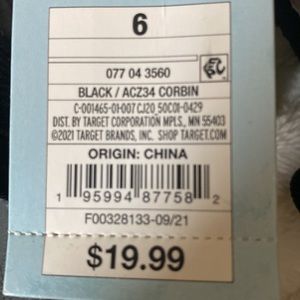 6
077 04 3560
BLACK / ACZ34 CORBIN
C-001465-01-007 CJ20 50C01-0429
DIST. BY TARGET CORPORATION MPLS., MN 55403
©2021 TARGET BRANDS, INC. SHOP TARGET.COM
ORIGIN: CHINA
1 95994 87758 2
F00328133-09/21
$19.99